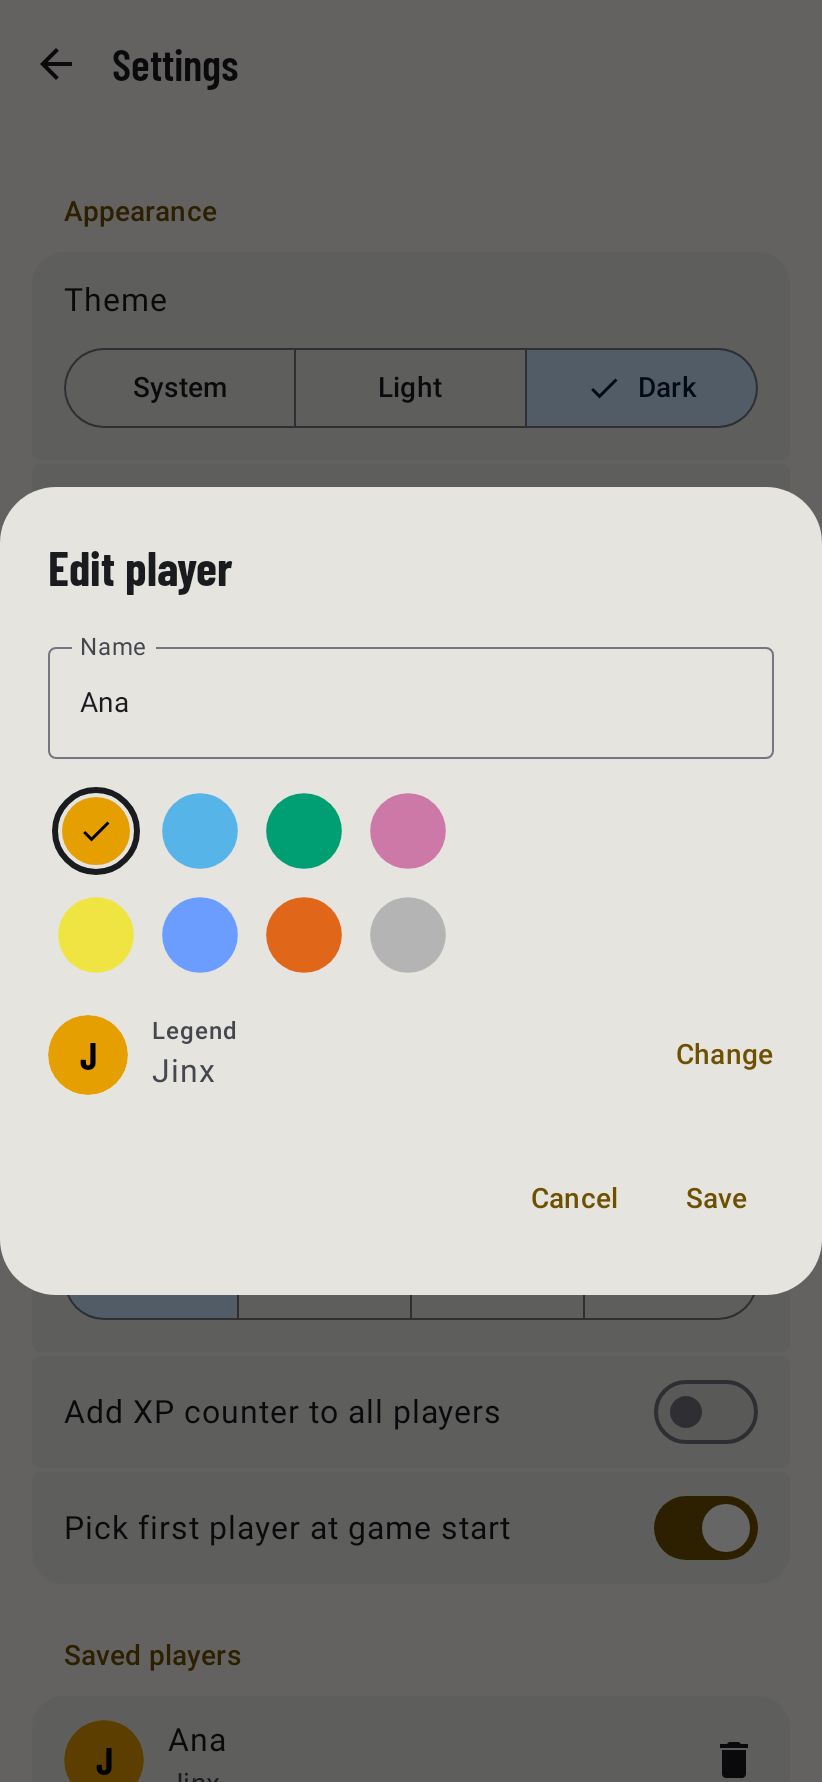 Settings
Appearance
Theme
System Light Dark
Edit player
Name
Ana
J
Legend
Jinx
Change
Cancel Save
Add XP counter to all players
Pick first player at game start
Saved players
J
Ana
Jinx